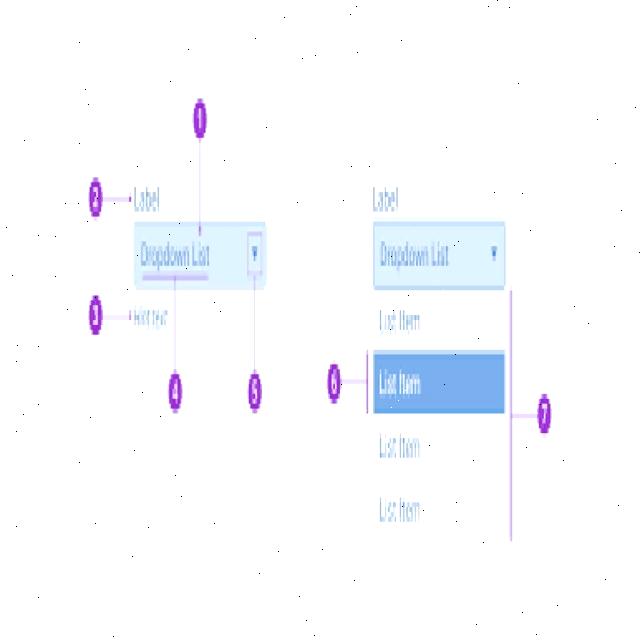 1
2 Label
Dropdown List
3 Hint text
4 5
Label
Dropdown List
List Item
6 List Item
7
List Item
List Item